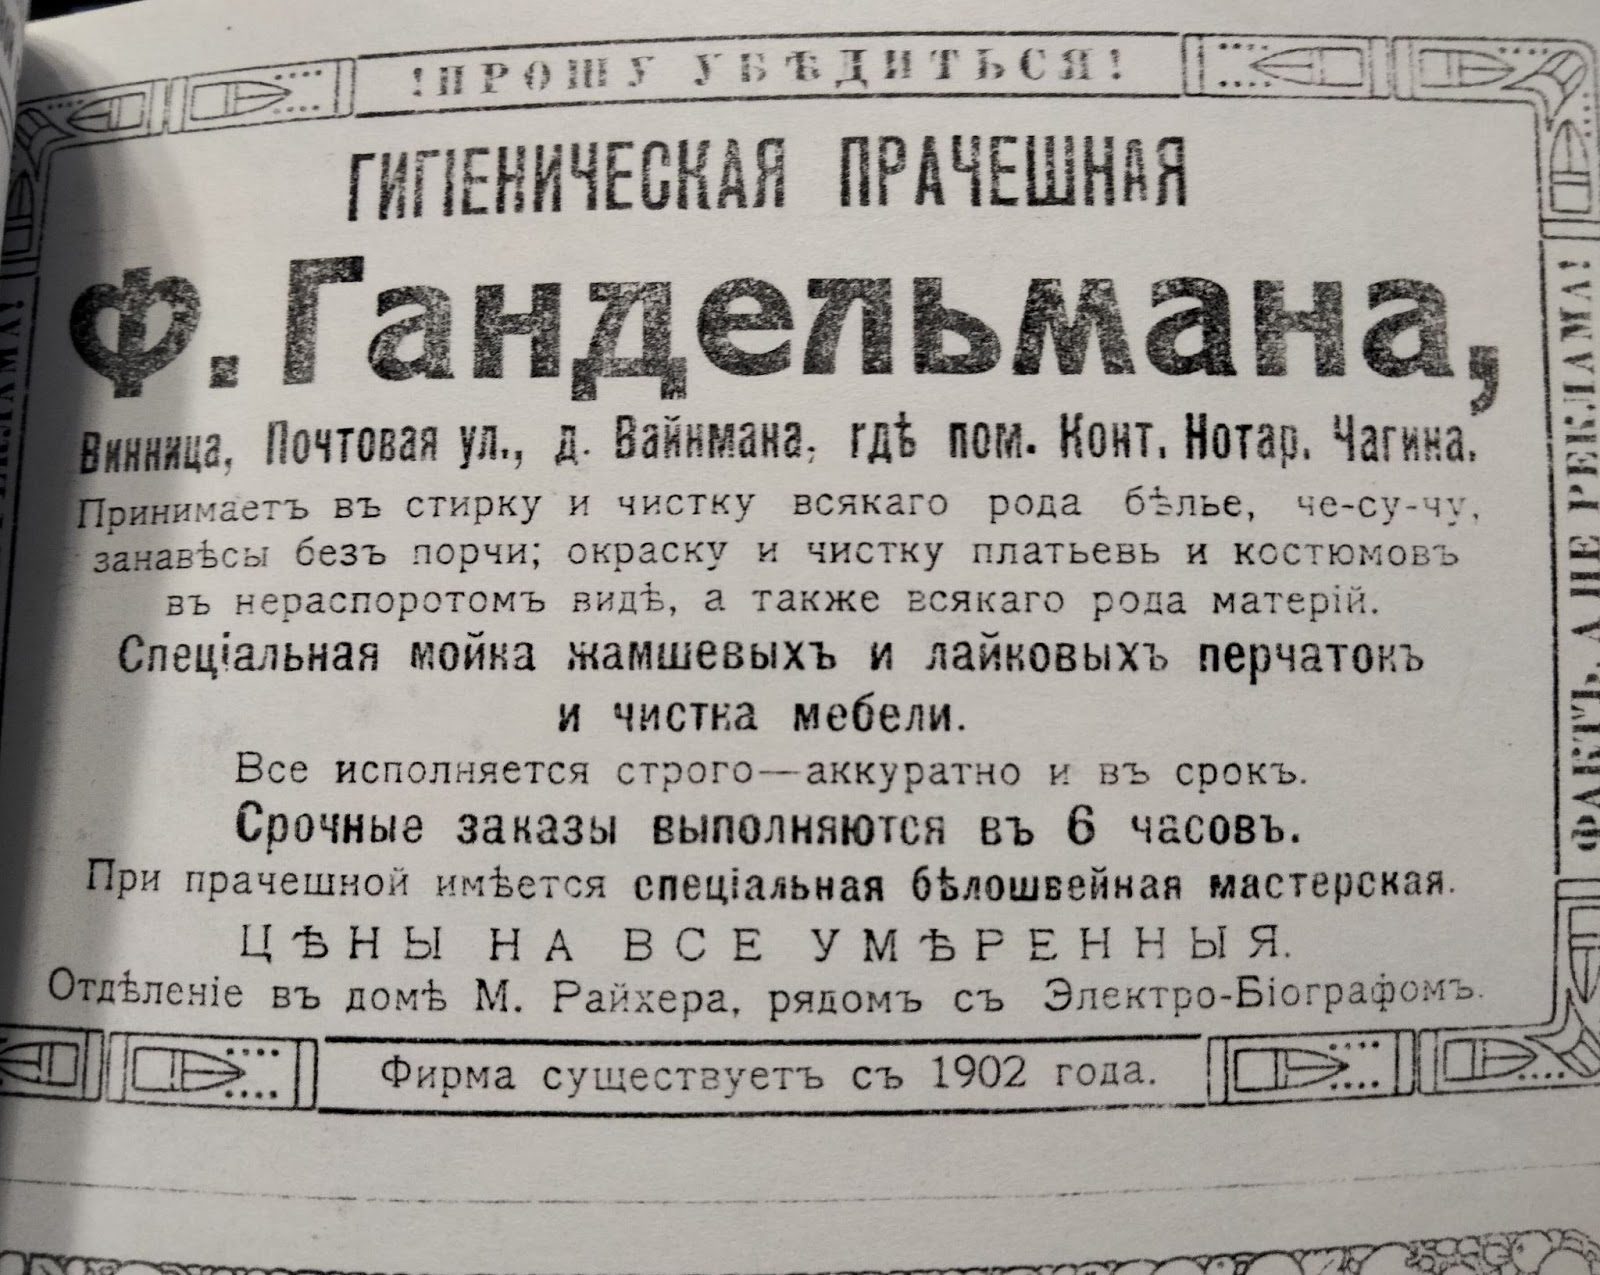 !ПРОШУ УБѢДИТЬСЯ!
ГИГІЕНИЧЕСКАЯ ПРАЧЕШНАЯ
Ф. Гандельмана,
Винница, Почтовая ул., д. Вайнмана, гдѣ пом. Конт. Нотар. Чагина.
Принимаетъ въ стирку и чистку всякаго рода бѣлье, че-су-чу,
занавѣсы безъ порчи; окраску и чистку платьевь и костюмовъ
въ нераспоротомъ видѣ, а также всякаго рода матерій.
Спеціальная мойка жамшевыхъ и лайковыхъ перчатокъ
и чистка мебели.
Все исполняется строго—аккуратно и въ срокъ.
Срочные заказы выполняются въ 6 часовъ.
При прачешной имѣется спеціальная бѣлошвейная мастерская.
ЦѢНЫ НА ВСЕ УМѢРЕННЫЯ.
Отдѣленіе въ домѣ М. Райхера, рядомъ съ Электро-Біографомъ.
Фирма существуетъ съ 1902 года.
ФАКТЪ, А НЕ РЕКЛАМА!